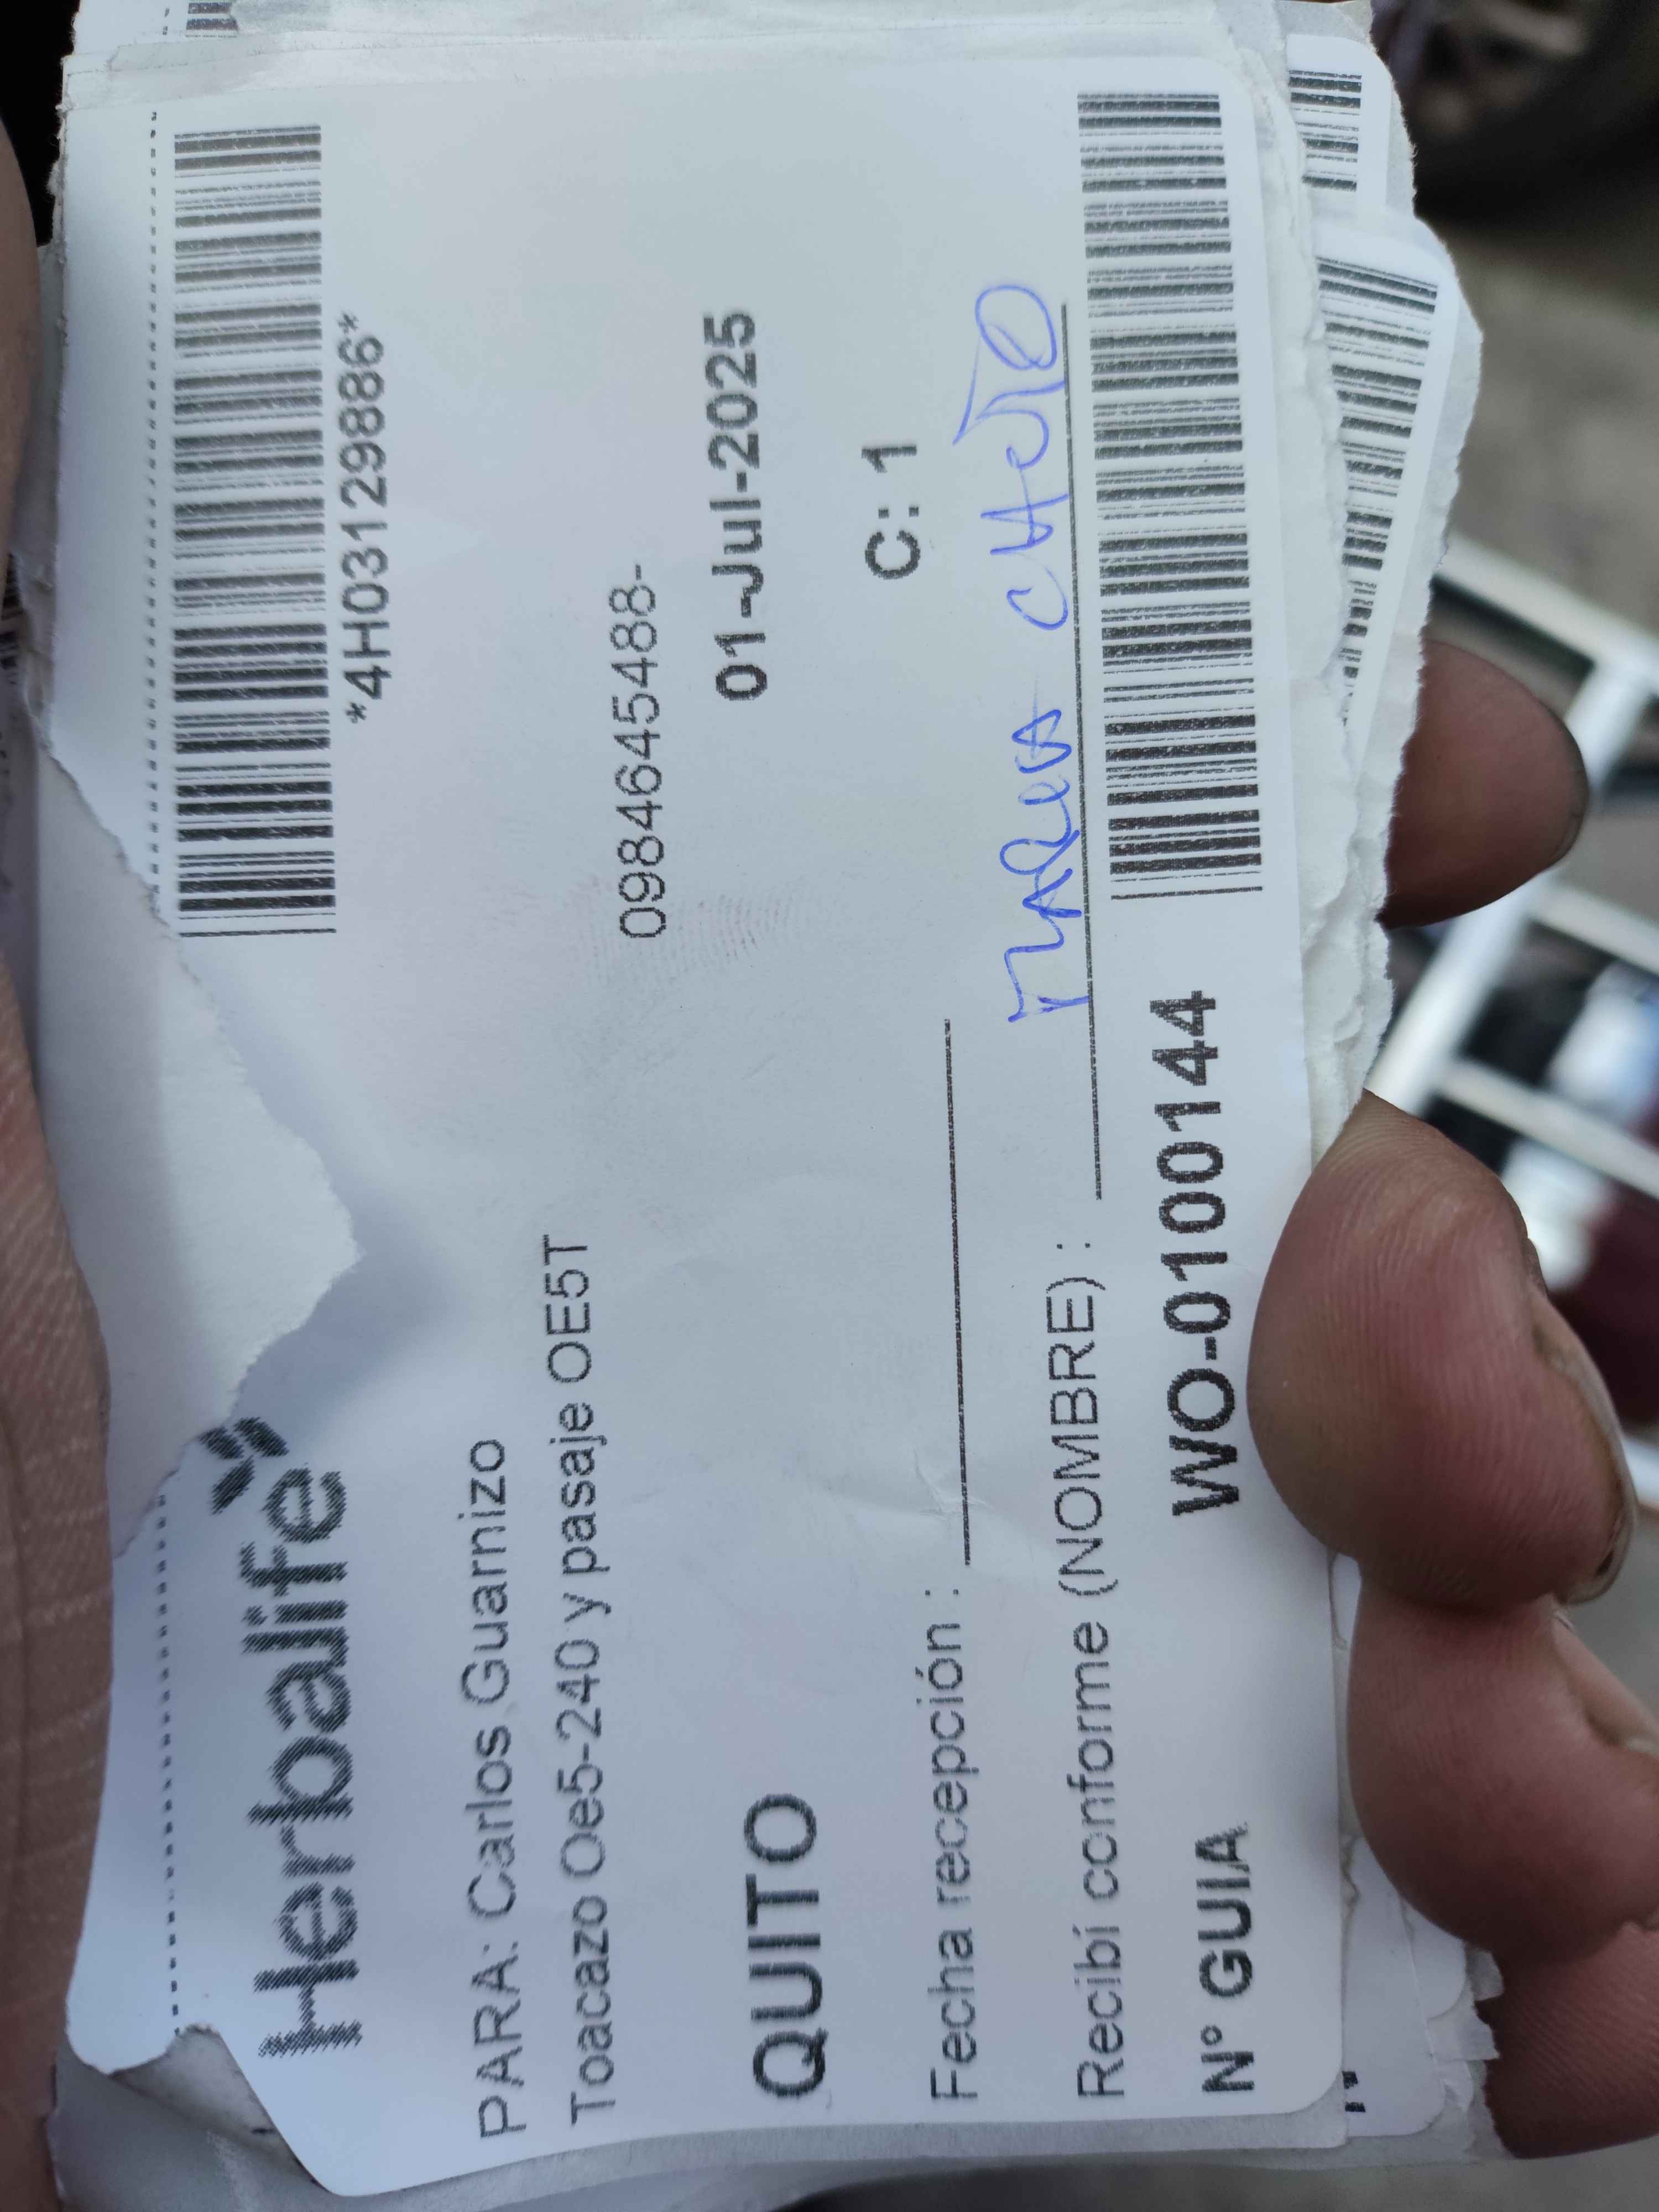 Herbalife
*4H03129886*
PARA: Carlos Guarnizo
Toacazo Oe5-240 y pasaje OE5T
0984645488-
QUITO
01-Jul-2025
C: 1
Fecha recepción :
Recibí conforme (NOMBRE) :
N° GUIA WO-0100144